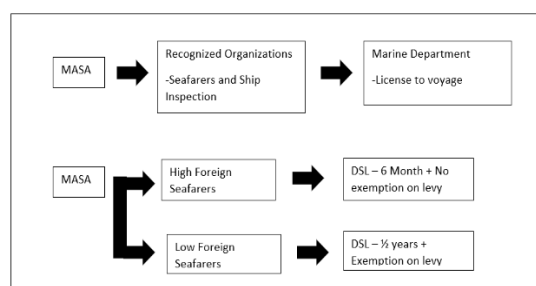 MASA
Recognized Organizations
-Seafarers and Ship
Inspection
Marine Department
-License to voyage
MASA
High Foreign
Seafarers
DSL – 6 Month + No
exemption on levy
Low Foreign
Seafarers
DSL – ½ years +
Exemption on levy